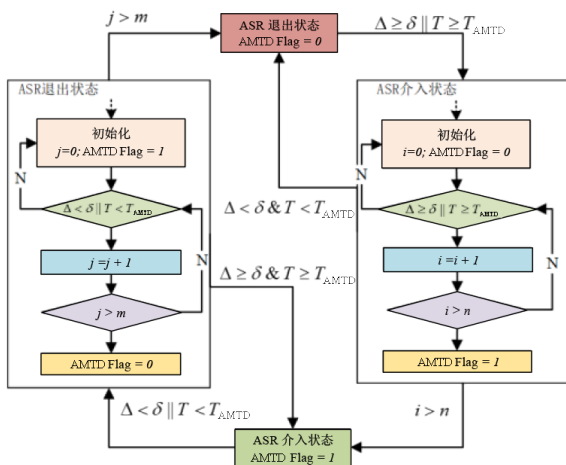 j > m
ASR 退出状态
AMTD Flag = 0
Δ ≥ δ || T ≥ T_AMTD
ASR退出状态
初始化
j=0; AMTD Flag = 1
N
Δ < δ || T < T_AMTD
j =j + 1
N
j > m
AMTD Flag = 0
ASR介入状态
初始化
i=0; AMTD Flag = 0
N
Δ ≥ δ || T ≥ T_AMTD
i =i + 1
N
i > n
AMTD Flag = 1
Δ < δ & T < T_AMTD
Δ ≥ δ & T ≥ T_AMTD
Δ < δ || T < T_AMTD
ASR 介入状态
AMTD Flag = 1
i > n